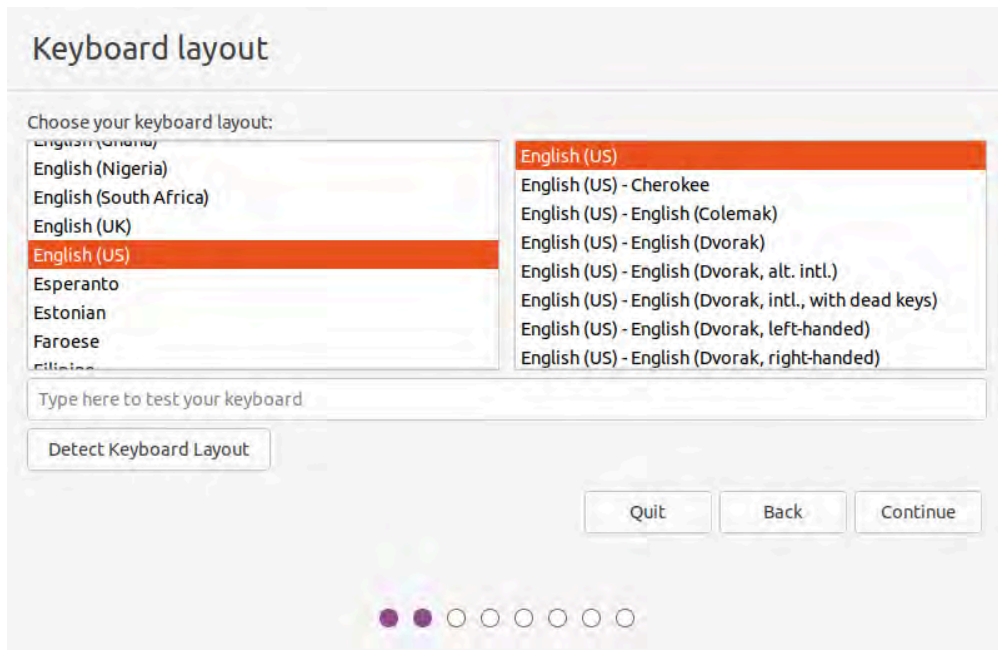 Keyboard layout
Choose your keyboard layout:
English (Ghana)
English (Nigeria)
English (South Africa)
English (UK)
English (US)
Esperanto
Estonian
Faroese
Filipino
English (US)
English (US) - Cherokee
English (US) - English (Colemak)
English (US) - English (Dvorak)
English (US) - English (Dvorak, alt. intl.)
English (US) - English (Dvorak, intl., with dead keys)
English (US) - English (Dvorak, left-handed)
English (US) - English (Dvorak, right-handed)
Type here to test your keyboard
Detect Keyboard Layout
Quit
Back
Continue